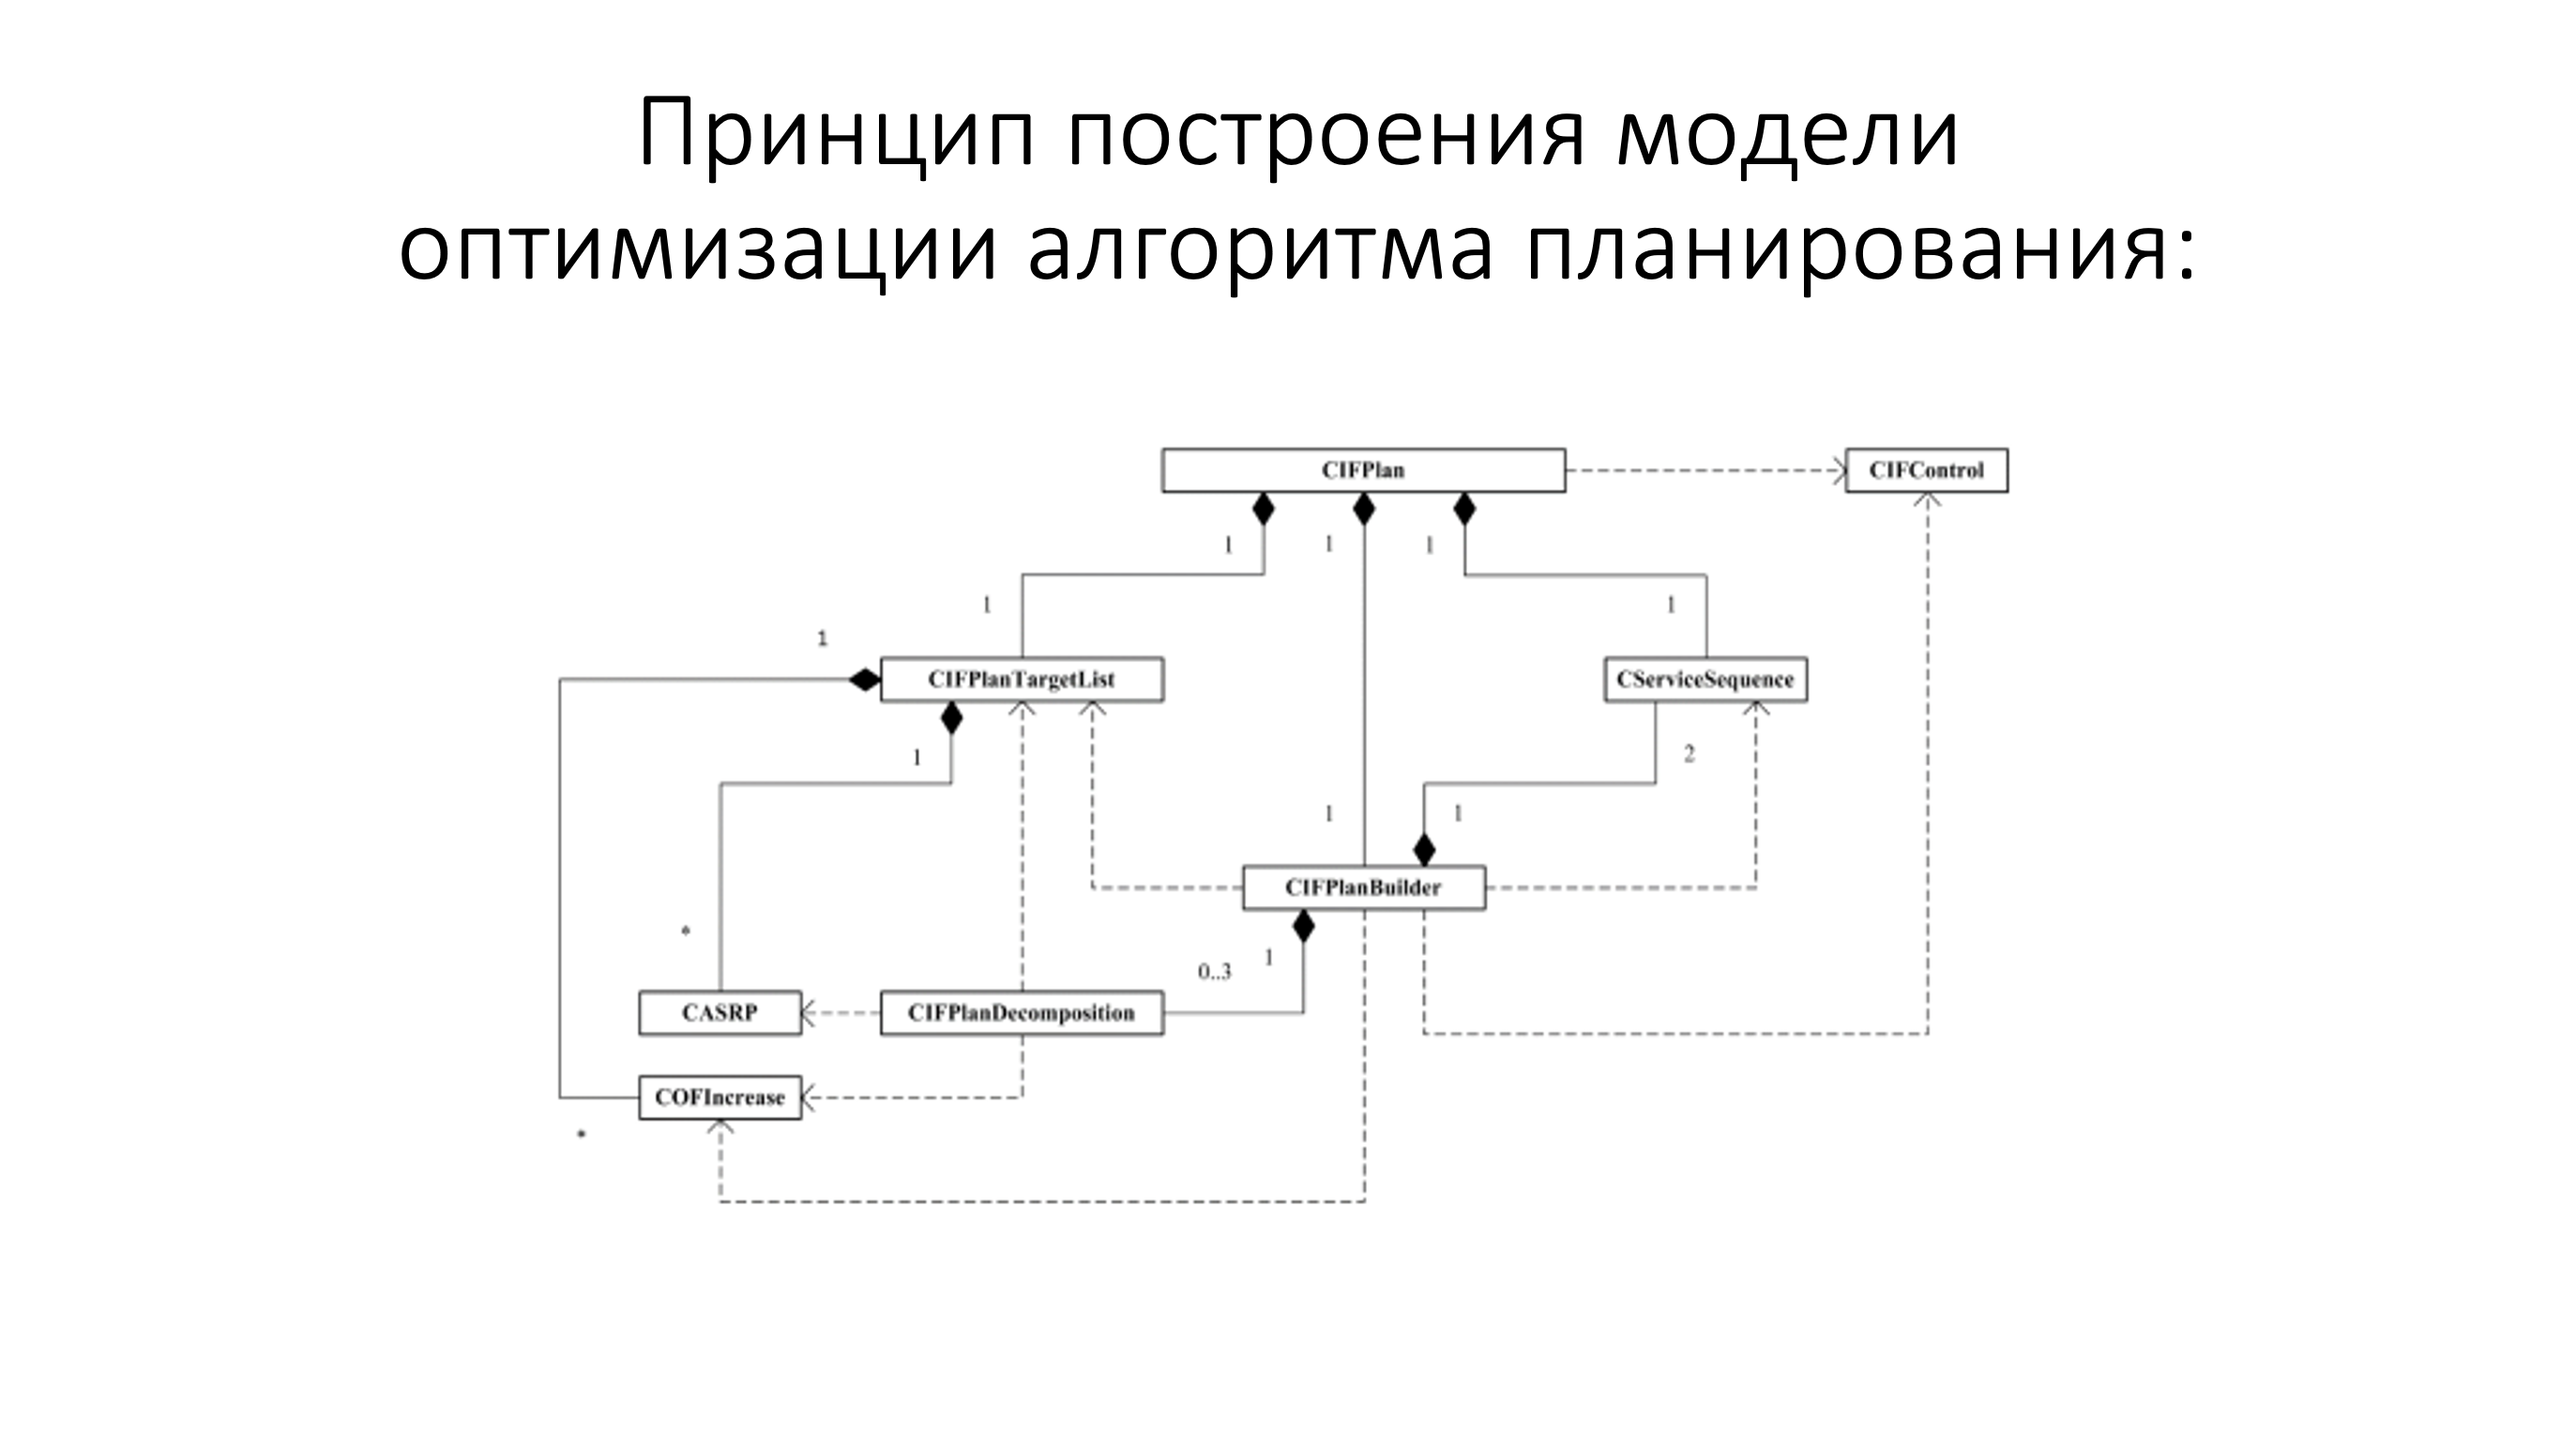 Принцип построения модели
оптимизации алгоритма планирования:
CIFPlan
CIFControl
1
1
1
1
1
1
CIFPlanTargetList
CServiceSequence
1
2
1
1
CIFPlanBuilder
*
1
0..3
CASRP
CIFPlanDecomposition
COFIncrease
*